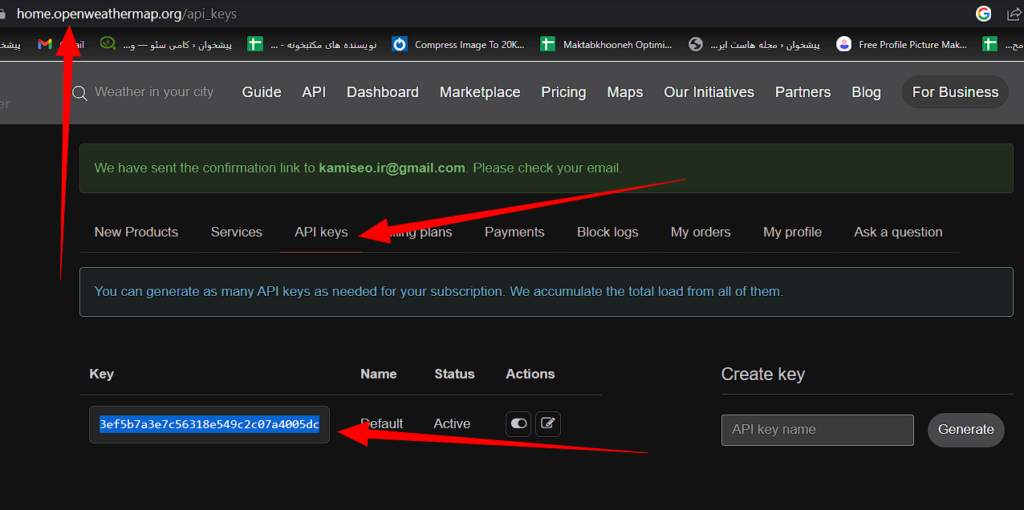 home.openweathermap.org/api_keys
پیشخوان ‹ کامی سئو — و... پیشخوا
نویسنده های مکتبخونه - ... Compress Image To 20K... Maktabkhooneh Optimi... پیشخوان ‹ مجله هاست ایر... Free Profile Picture Mak...
Weather in your city Guide API Dashboard Marketplace Pricing Maps Our Initiatives Partners Blog For Business
We have sent the confirmation link to kamiseo.ir@gmail.com. Please check your email.
New Products Services API keys plans Payments Block logs My orders My profile Ask a question
You can generate as many API keys as needed for your subscription. We accumulate the total load from all of them.
Key Name Status Actions Create key
3ef5b7a3e7c56318e549c2c07a4005dc Default Active API key name Generate